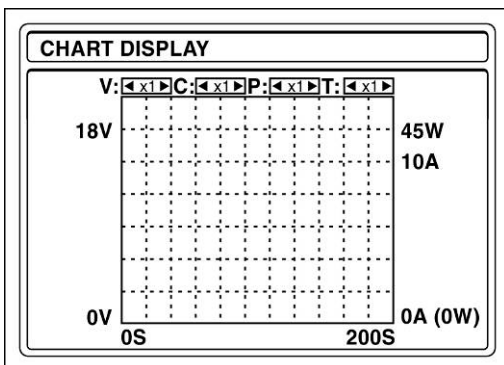 CHART DISPLAY
V: ◄ x1 ► C: ◄ x1 ► P: ◄ x1 ► T: ◄ x1 ►
18V 45W
10A
0V 0A (0W)
0S 200S